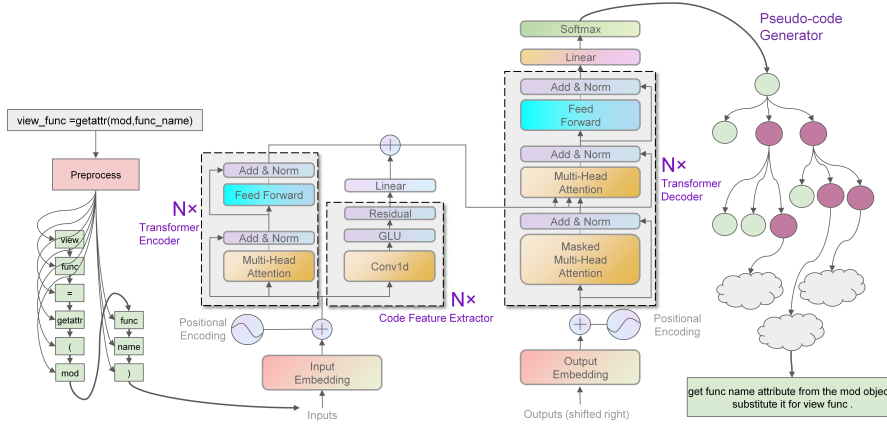 view_func =getattr(mod,func_name)
Preprocess
view
func
=
getattr
(
mod
func
name
)
N×
Transformer
Encoder
Add & Norm
Feed Forward
Add & Norm
Multi-Head
Attention
Positional
Encoding
Input
Embedding
Inputs
Linear
Residual
GLU
Conv1d
N×
Code Feature Extractor
Softmax
Linear
Add & Norm
Feed
Forward
Add & Norm
Multi-Head
Attention
Add & Norm
Masked
Multi-Head
Attention
N×
Transformer
Decoder
Positional
Encoding
Output
Embedding
Outputs (shifted right)
Pseudo-code
Generator
get func name attribute from the mod objec
substitute it for view func .